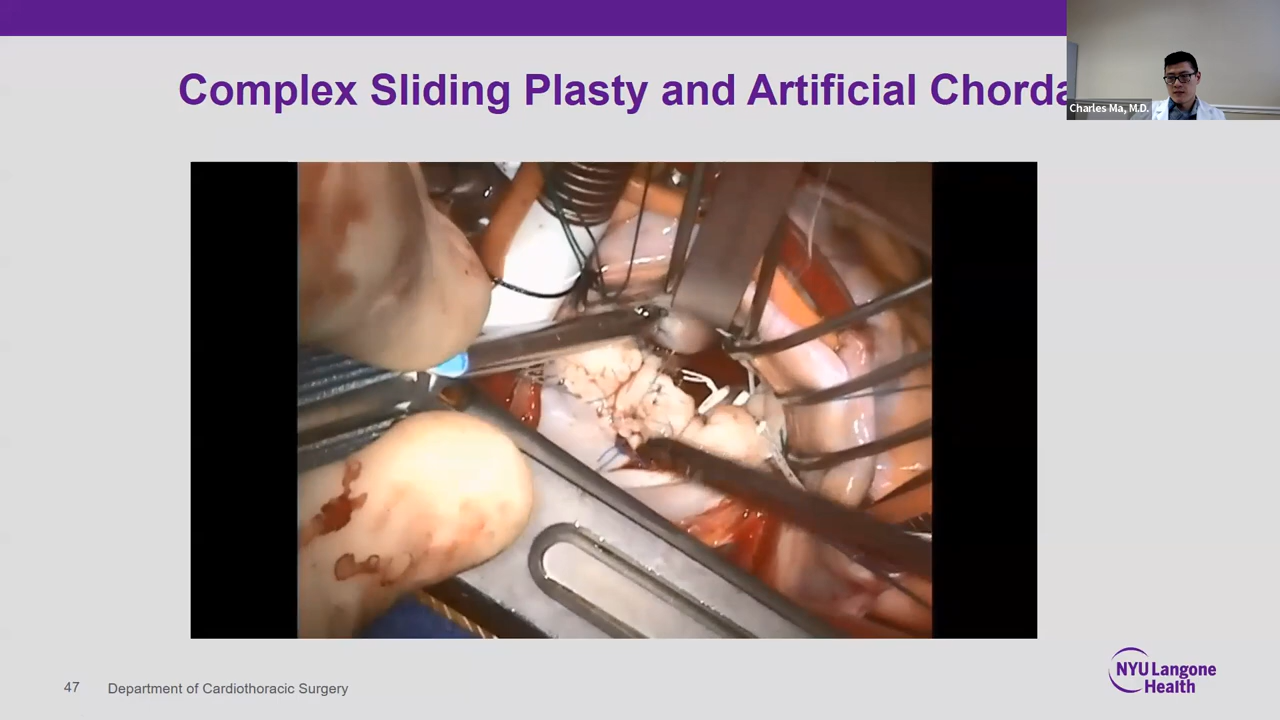 Complex Sliding Plasty and Artificial Chorda
Charles Ma, M.D.
47 Department of Cardiothoracic Surgery
NYU Langone
Health